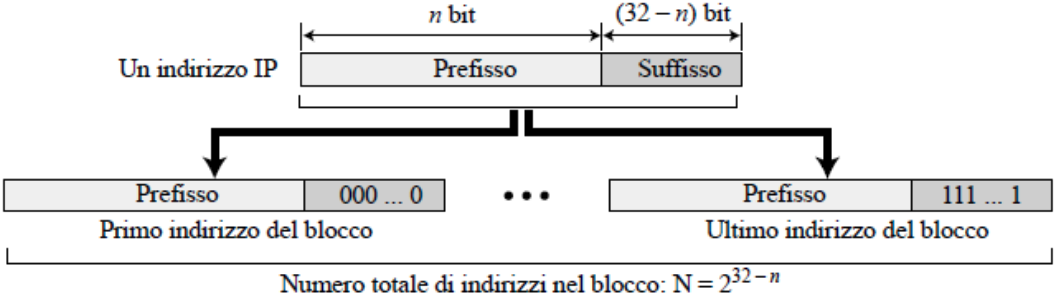 n bit (32 – n) bit
Un indirizzo IP Prefisso Suffisso
Prefisso 000 ... 0 ••• Prefisso 111 ... 1
Primo indirizzo del blocco Ultimo indirizzo del blocco
Numero totale di indirizzi nel blocco: N = 2^{32 – n}